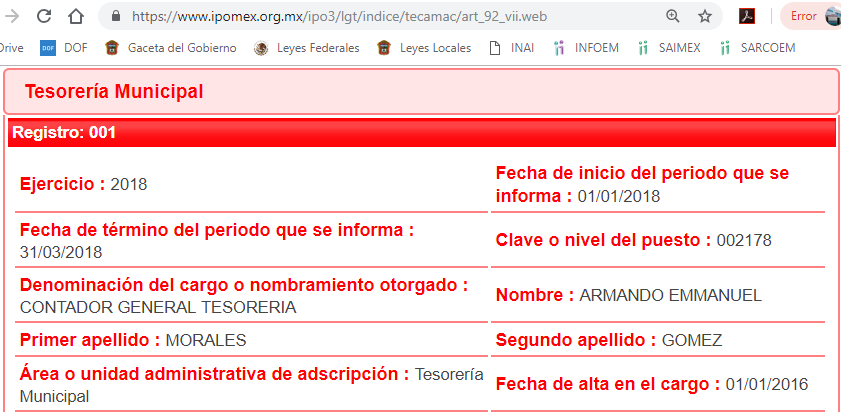 https://www.ipomex.org.mx/ipo3/lgt/indice/tecamac/art_92_vii.web
Error
Drive DOF DOF Gaceta del Gobierno Leyes Federales Leyes Locales INAI INFOEM SAIMEX SARCOEM
Tesorería Municipal
Registro: 001
Ejercicio : 2018
Fecha de inicio del periodo que se
informa : 01/01/2018
Fecha de término del periodo que se informa :
31/03/2018
Clave o nivel del puesto : 002178
Denominación del cargo o nombramiento otorgado :
CONTADOR GENERAL TESORERIA
Nombre : ARMANDO EMMANUEL
Primer apellido : MORALES
Segundo apellido : GOMEZ
Área o unidad administrativa de adscripción : Tesorería
Municipal
Fecha de alta en el cargo : 01/01/2016